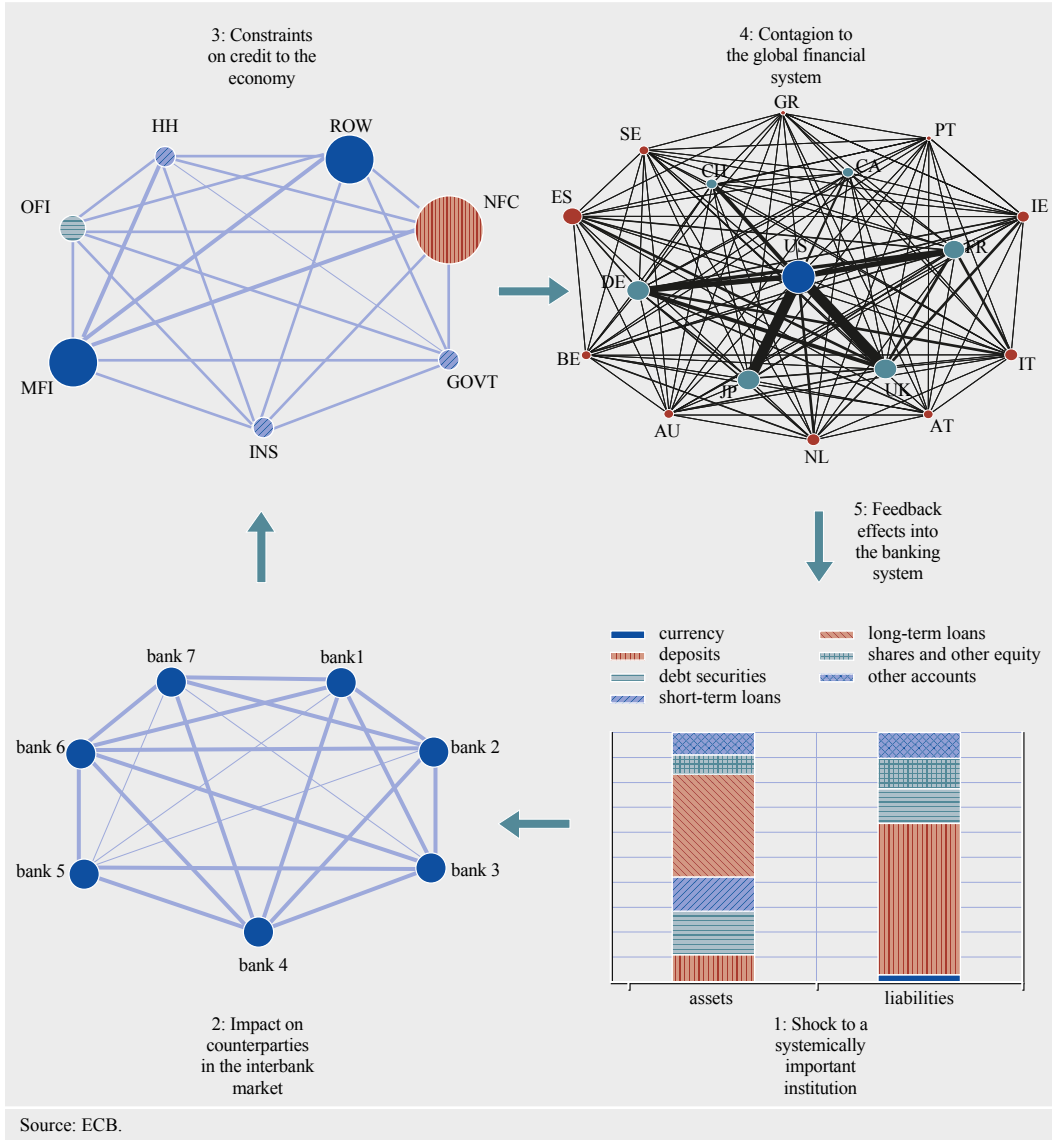 3: Constraints
on credit to the
economy
HH
ROW
OFI
NFC
MFI
GOVT
INS
4: Contagion to
the global financial
system
GR
SE
PT
CH
CA
ES
IE
US
FR
DE
BE
IT
JP
UK
AU
AT
NL
5: Feedback
effects into
the banking
system
currency
deposits
debt securities
short-term loans
long-term loans
shares and other equity
other accounts
bank 7
bank1
bank 6
bank 2
bank 5
bank 3
bank 4
assets
liabilities
2: Impact on
counterparties
in the interbank
market
1: Shock to a
systemically
important
institution
Source: ECB.